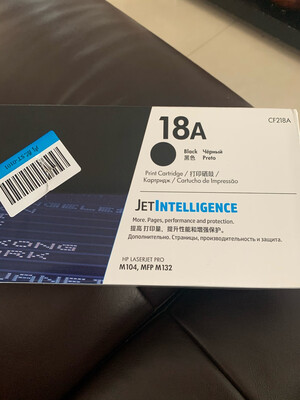 CF218A
18A
Black Чёрный
黑色 Preto
Print Cartridge / 打印硒鼓 /
Картридж / Cartucho de Impressão
JETINTELLIGENCE
More. Pages, performance and protection.
提高打印量、提升性能和增强保护。
Дополнительно. Страницы, производительность и защита.
HP LASERJET PRO
M104, MFP M132